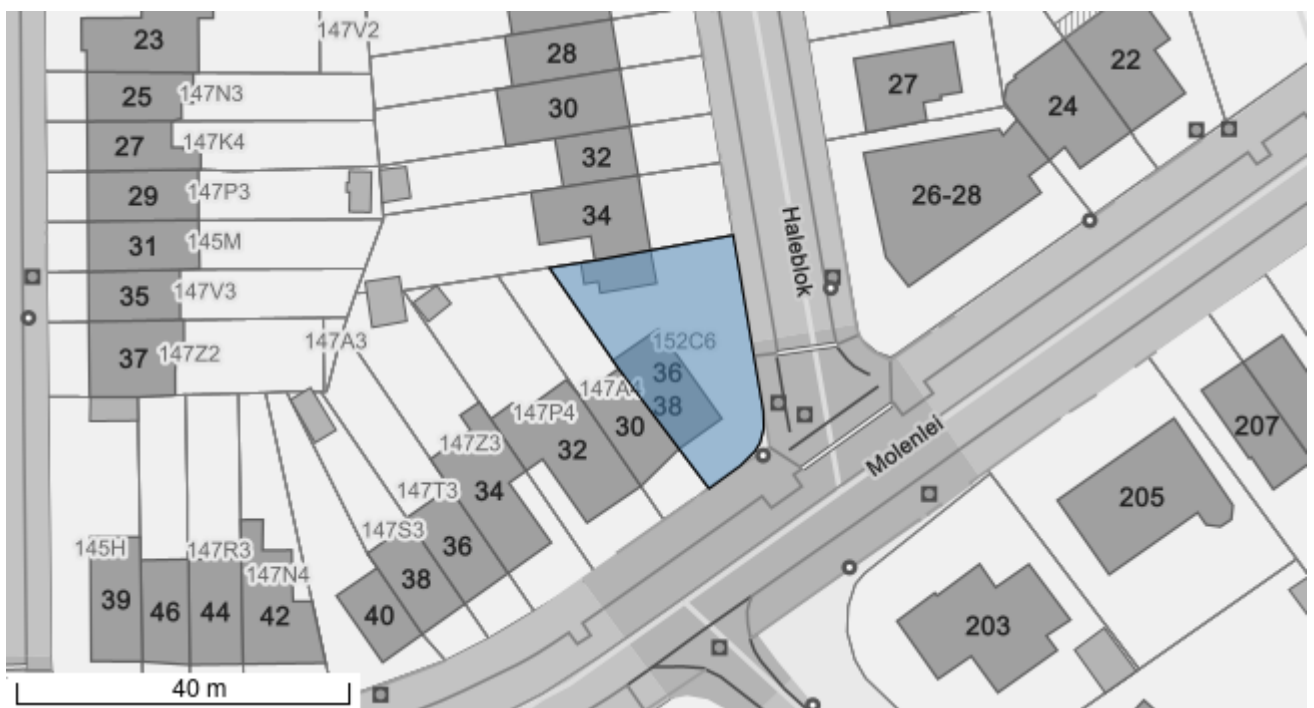 23
147V2
28
22
25
147N3
27
24
30
27
147K4
32
29
147P3
26-28
34
31
145M
Haleblok
35
147V3
147A3
37
147Z2
152C6
36
147A4
38
147P4
30
207
147Z3
32
Molenlei
34
147T3
205
147S3
36
145H
147R3
38
147N4
39
46
44
42
40
203
40 m